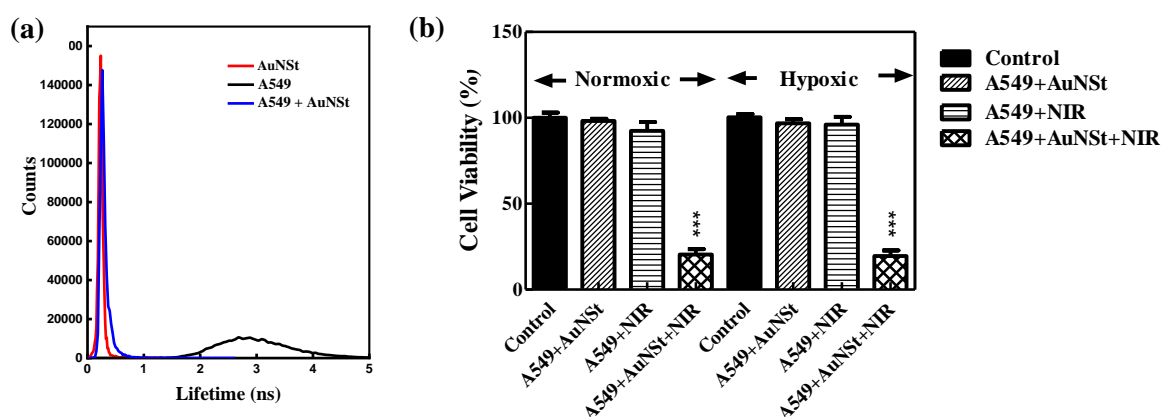 (a)
00
140000
120000
100000
80000
60000
40000
20000
0
Counts
0 1 2 3 4 5
Lifetime (ns)
AuNSt
A549
A549 + AuNSt
(b)
150
100
50
0
Cell Viability (%)
Normoxic
Hypoxic
***
***
Control
A549+AuNSt
A549+NIR
A549+AuNSt+NIR
Control
A549+AuNSt
A549+NIR
A549+AuNSt+NIR
Control
A549+AuNSt
A549+NIR
A549+AuNSt+NIR